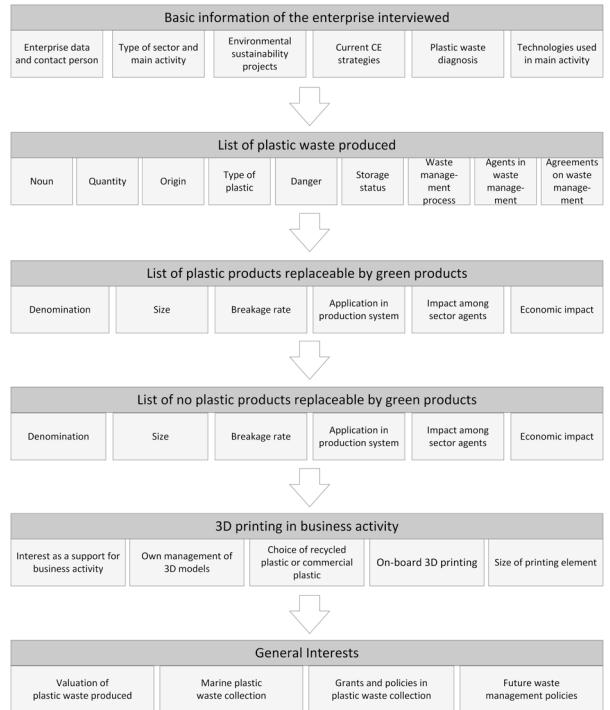 Basic information of the enterprise interviewed
Enterprise data
and contact person
Type of sector and
main activity
Environmental
sustainability
projects
Current CE
strategies
Plastic waste
diagnosis
Technologies used
in main activity
List of plastic waste produced
Noun
Quantity
Origin
Type of
plastic
Danger
Storage
status
Waste
manage-
ment
process
Agents in
waste
manage-
ment
Agreements
on waste
manage-
ment
List of plastic products replaceable by green products
Denomination
Size
Breakage rate
Application in
production system
Impact among
sector agents
Economic impact
List of no plastic products replaceable by green products
Denomination
Size
Breakage rate
Application in
production system
Impact among
sector agents
Economic impact
3D printing in business activity
Interest as a support for
business activity
Own management of
3D models
Choice of recycled
plastic or commercial
plastic
On-board 3D printing
Size of printing element
General Interests
Valuation of
plastic waste produced
Marine plastic
waste collection
Grants and policies in
plastic waste collection
Future waste
management policies